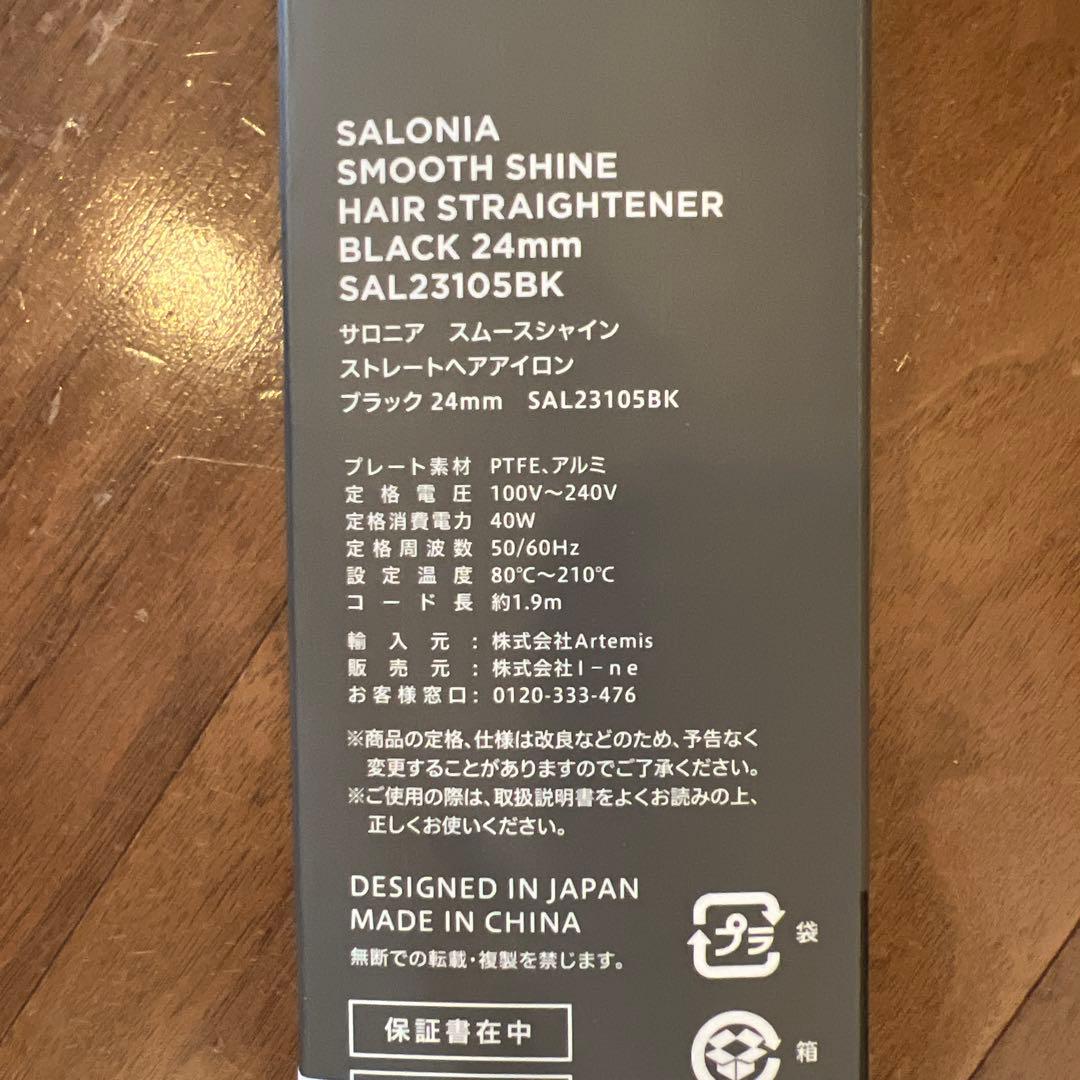 SALONIA
SMOOTH SHINE
HAIR STRAIGHTENER
BLACK 24mm
SAL23105BK
サロニア　スムースシャイン
ストレートヘアアイロン
ブラック 24mm　SAL23105BK
プレート素材 PTFE、アルミ
定格電圧 100V〜240V
定格消費電力 40W
定格周波数 50/60Hz
設定温度 80℃〜210℃
コード長 約1.9m
輸入元：株式会社Artemis
販売元：株式会社I－ne
お客様窓口：0120-333-476
※商品の定格、仕様は改良などのため、予告なく
変更することがありますのでご了承ください。
※ご使用の際は、取扱説明書をよくお読みの上、
正しくお使いください。
DESIGNED IN JAPAN
MADE IN CHINA
無断での転載・複製を禁じます。
プラ 袋
保証書在中
箱